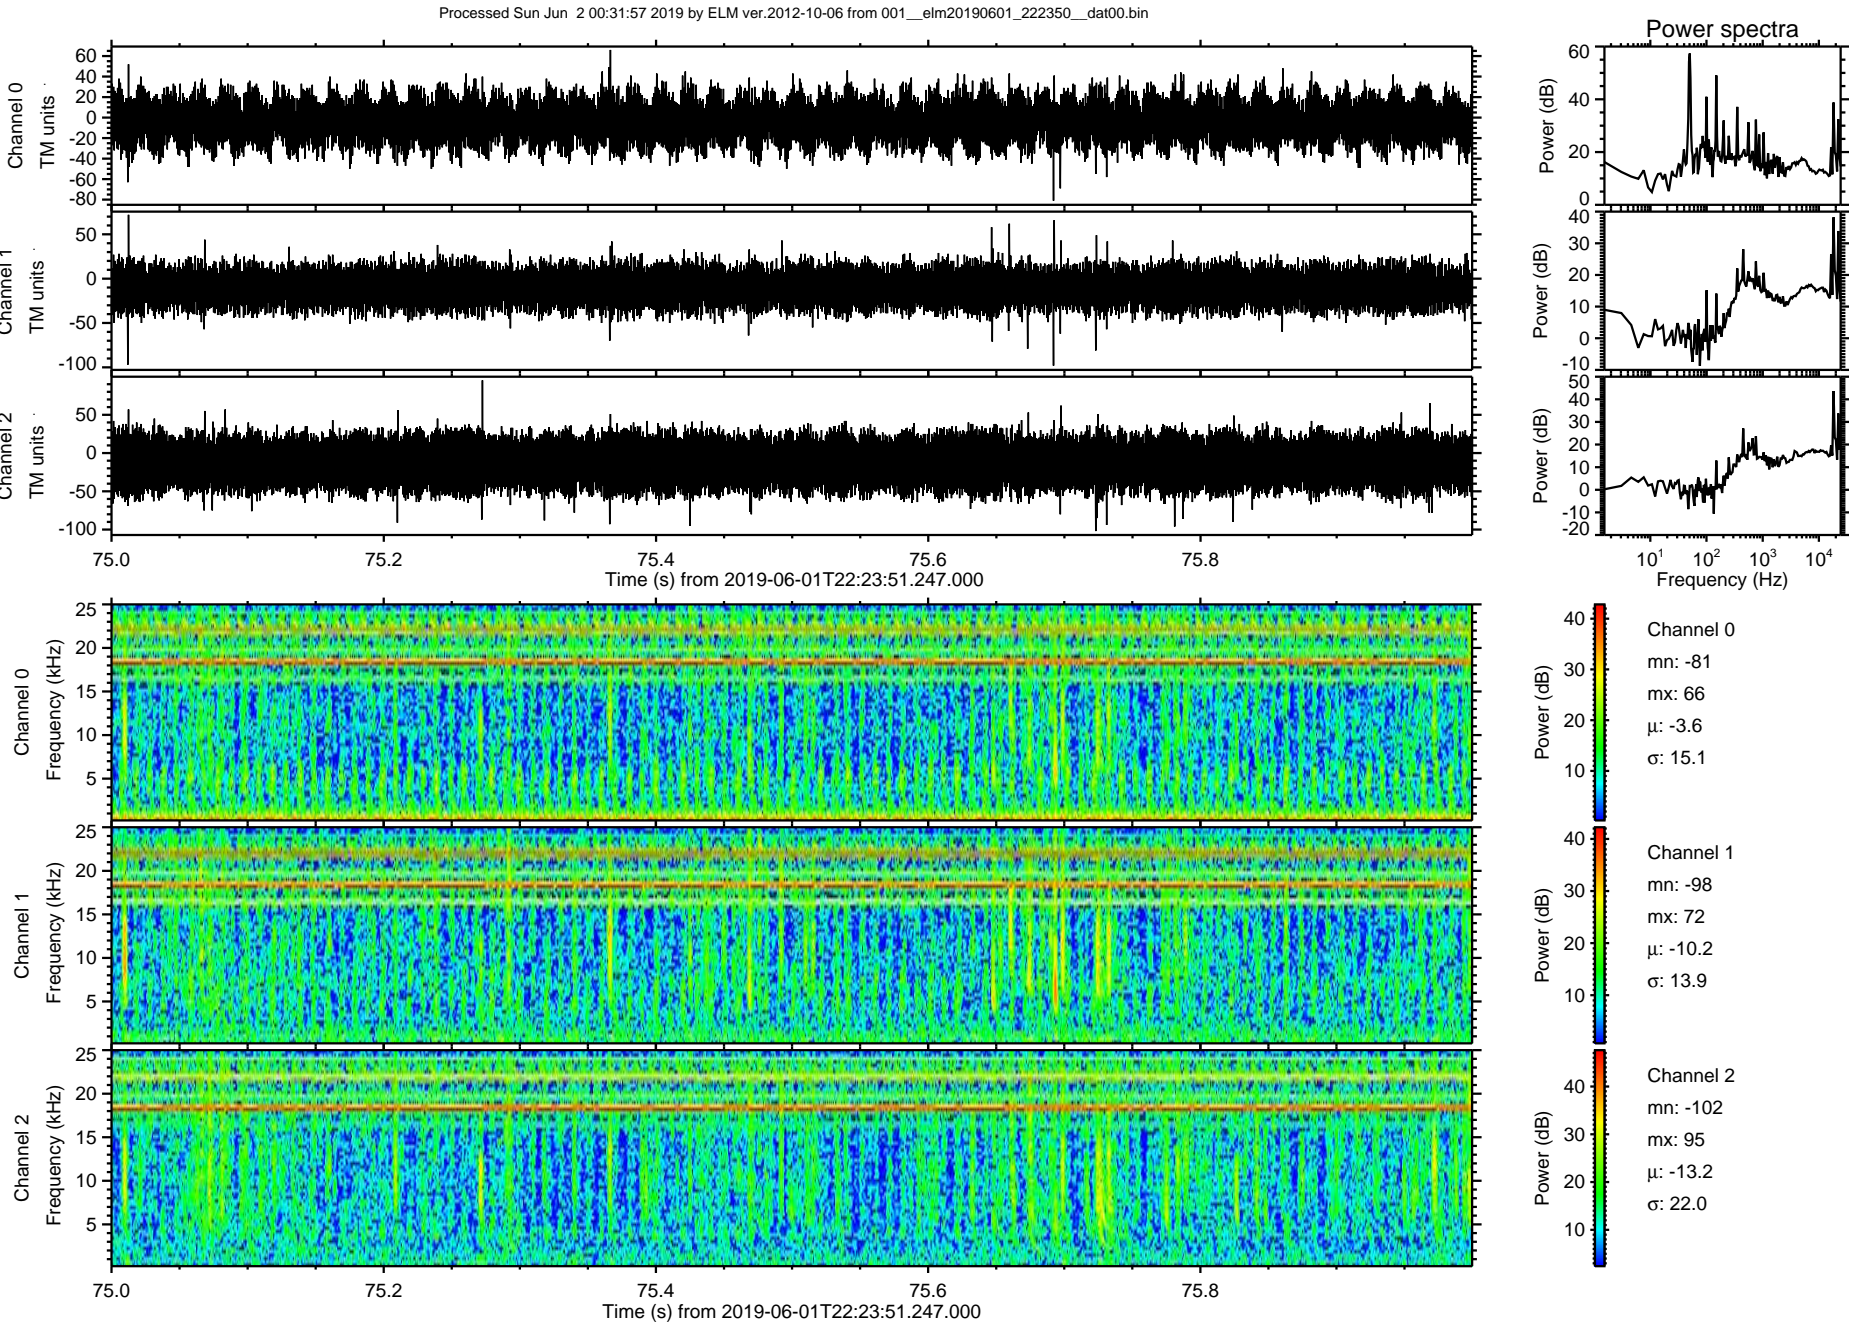 Processed Sun Jun  2 00:31:57 2019 by ELM ver.2012-10-06 from 001__elm20190601_222350__dat00.bin
Power spectra
Channel 0
TM units
60
40
20
0
-20
-40
-60
-80
Power (dB)
60
40
20
0
Channel 1
TM units
50
0
-50
-100
Power (dB)
40
30
20
10
0
-10
Channel 2
TM units
50
0
-50
-100
Power (dB)
50
40
30
20
10
0
-10
-20
75.0 75.2 75.4 75.6 75.8
Time (s) from 2019-06-01T22:23:51.247.000
10¹ 10² 10³ 10⁴
Frequency (Hz)
Channel 0
Frequency (kHz)
25
20
15
10
5
Power (dB)
40
30
20
10
Channel 0
mn: -81
mx: 66
μ: -3.6
σ: 15.1
Channel 1
Frequency (kHz)
25
20
15
10
5
Power (dB)
40
30
20
10
Channel 1
mn: -98
mx: 72
μ: -10.2
σ: 13.9
Channel 2
Frequency (kHz)
25
20
15
10
5
Power (dB)
40
30
20
10
Channel 2
mn: -102
mx: 95
μ: -13.2
σ: 22.0
75.0 75.2 75.4 75.6 75.8
Time (s) from 2019-06-01T22:23:51.247.000